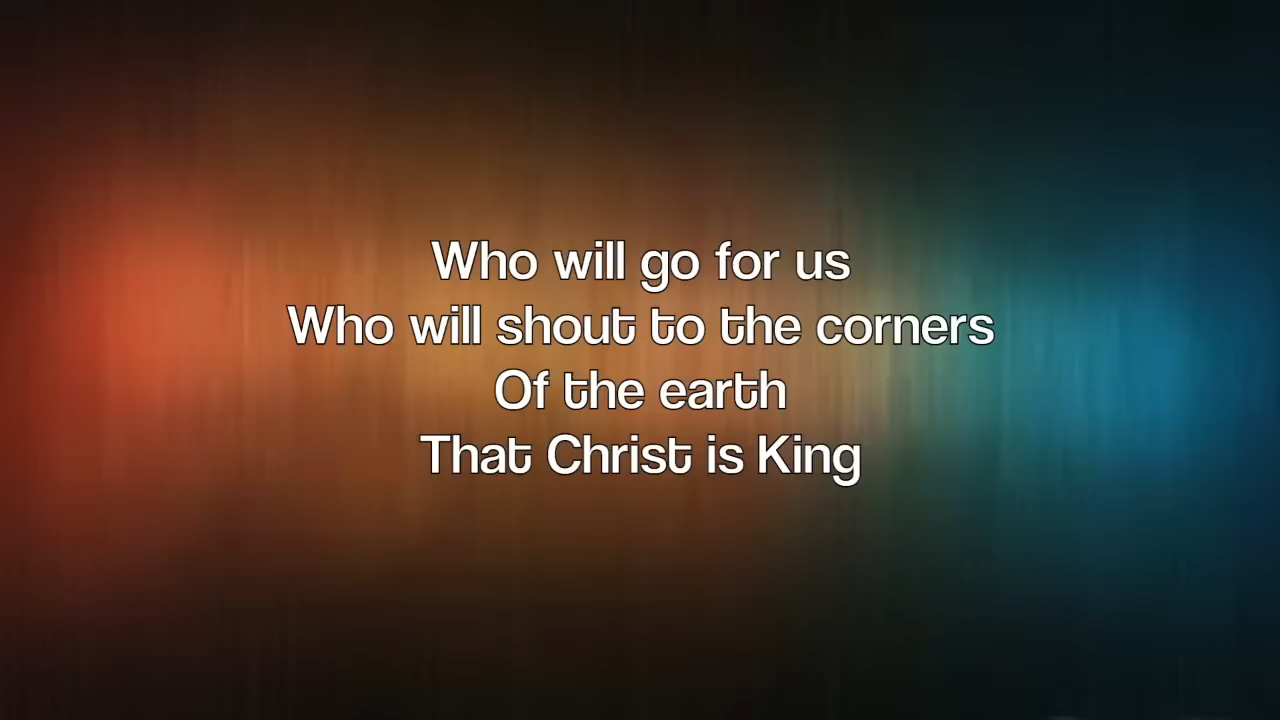 Who will go for us
Who will shout to the corners
Of the earth
That Christ is King